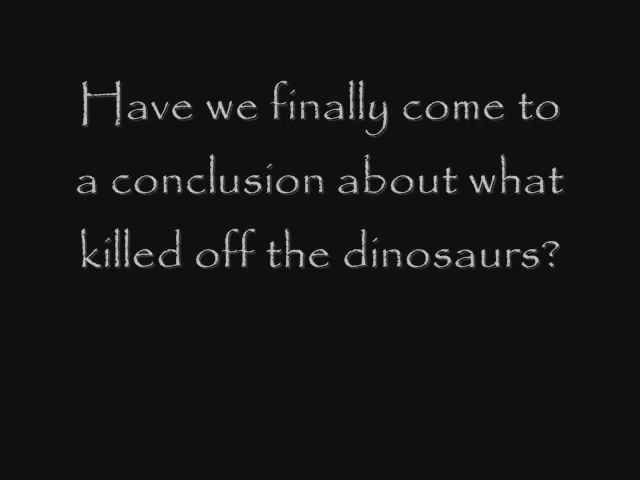 Have we finally come to
a conclusion about what
killed off the dinosaurs?